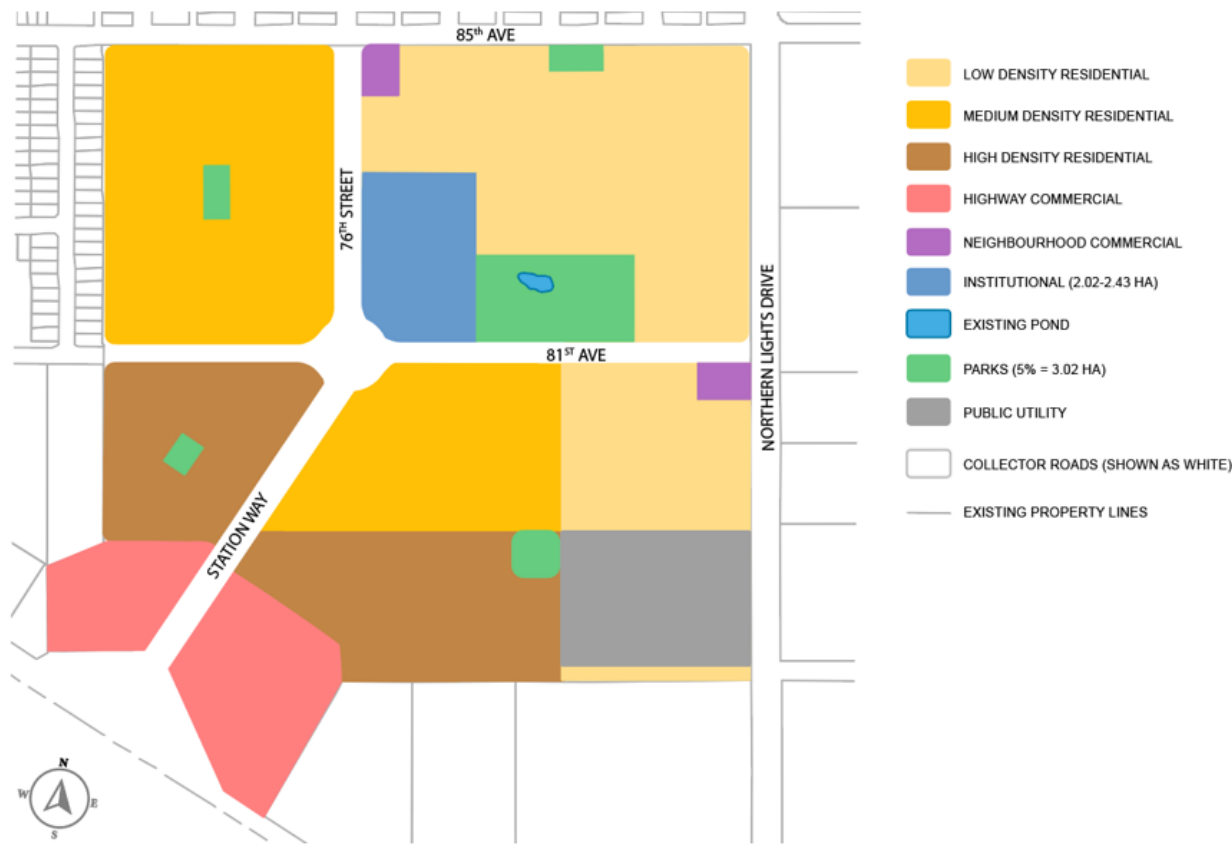 85th AVE
76TH STREET
81ST AVE
NORTHERN LIGHTS DRIVE
STATION WAY
N
W
E
S
LOW DENSITY RESIDENTIAL
MEDIUM DENSITY RESIDENTIAL
HIGH DENSITY RESIDENTIAL
HIGHWAY COMMERCIAL
NEIGHBOURHOOD COMMERCIAL
INSTITUTIONAL (2.02-2.43 HA)
EXISTING POND
PARKS (5% = 3.02 HA)
PUBLIC UTILITY
COLLECTOR ROADS (SHOWN AS WHITE)
EXISTING PROPERTY LINES